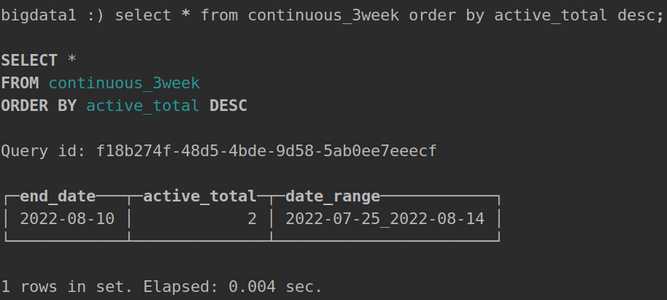 bigdata1 :) select * from continuous_3week order by active_total desc;
SELECT *
FROM continuous_3week
ORDER BY active_total DESC
Query id: f18b274f-48d5-4bde-9d58-5ab0ee7eeecf
┌─end_date───┬─active_total─┬─date_range────────────┐
│ 2022-08-10 │            2 │ 2022-07-25_2022-08-14 │
└────────────┴──────────────┴───────────────────────┘
1 rows in set. Elapsed: 0.004 sec.